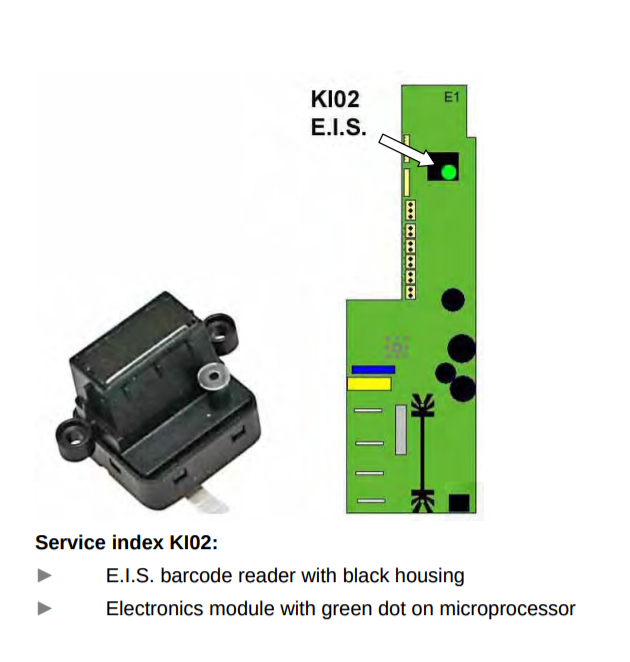 KI02
E.I.S.
E1
Service index KI02:
E.I.S. barcode reader with black housing
Electronics module with green dot on microprocessor